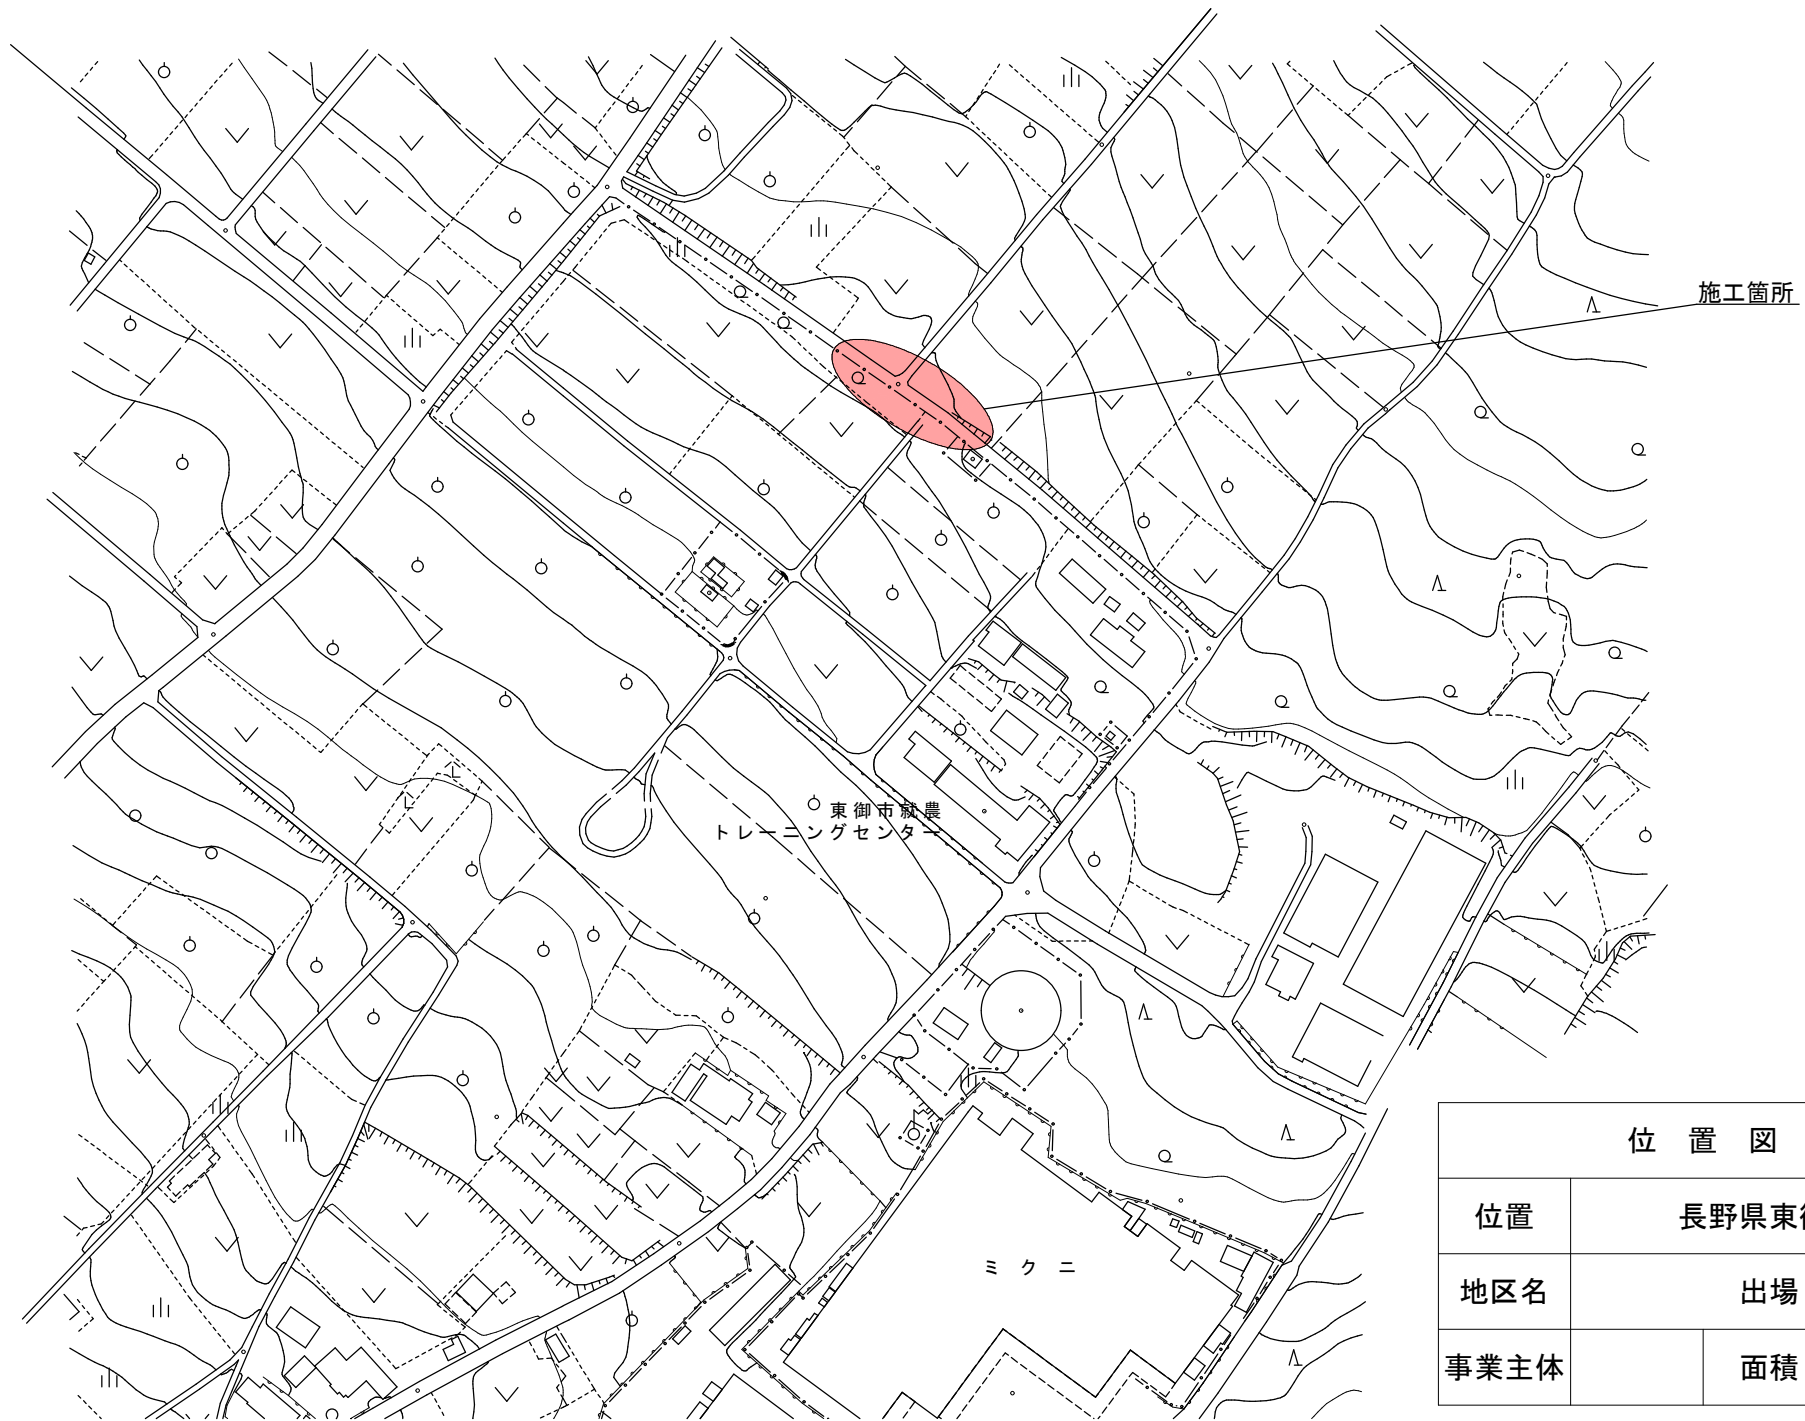 施工箇所
東御市就農
トレーニングセンター
ミクニ
位置図
位置 長野県東
地区名 出場
事業主体 面積